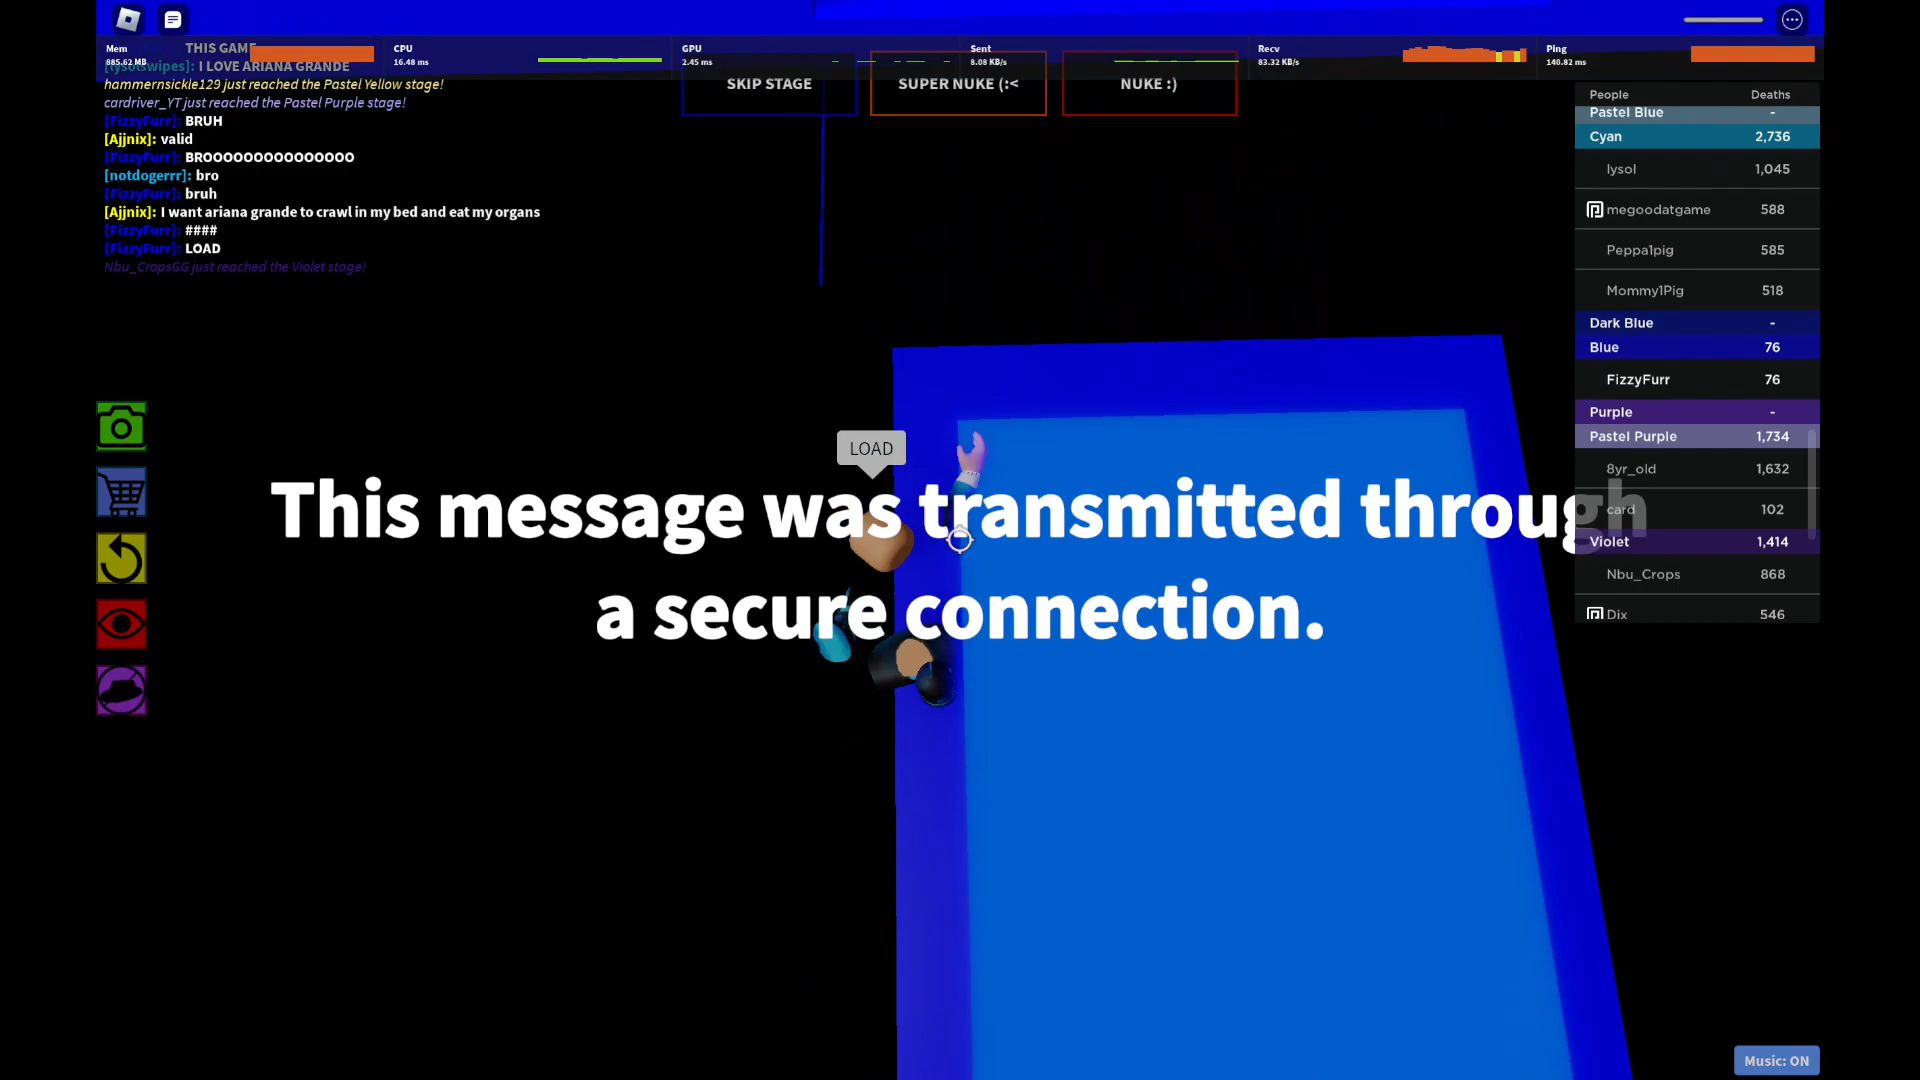 Mem
885.62 MB
CPU
16.48 ms
GPU
2.45 ms
Sent
8.08 KB/s
Recv
83.32 KB/s
Ping
140.82 ms
THIS GAME
[lysolswipes]: I LOVE ARIANA GRANDE
hammernsickle129 just reached the Pastel Yellow stage!
cardriver_YT just reached the Pastel Purple stage!
[FizzyFurr]: BRUH
[Ajjnix]: valid
[FizzyFurr]: BROOOOOOOOOOOOOOO
[notdogerrr]: bro
[FizzyFurr]: bruh
[Ajjnix]: I want ariana grande to crawl in my bed and eat my organs
[FizzyFurr]: ####
[FizzyFurr]: LOAD
Nbu_CropsGG just reached the Violet stage!
SKIP STAGE
SUPER NUKE (:<
NUKE :)
LOAD
This message was transmitted through
a secure connection.
People Deaths
Pastel Blue -
Cyan 2,736
lysol 1,045
megoodatgame 588
Peppa1pig 585
Mommy1Pig 518
Dark Blue -
Blue 76
FizzyFurr 76
Purple -
Pastel Purple 1,734
8yr_old 1,632
card 102
Violet 1,414
Nbu_Crops 868
Dix 546
Music: ON